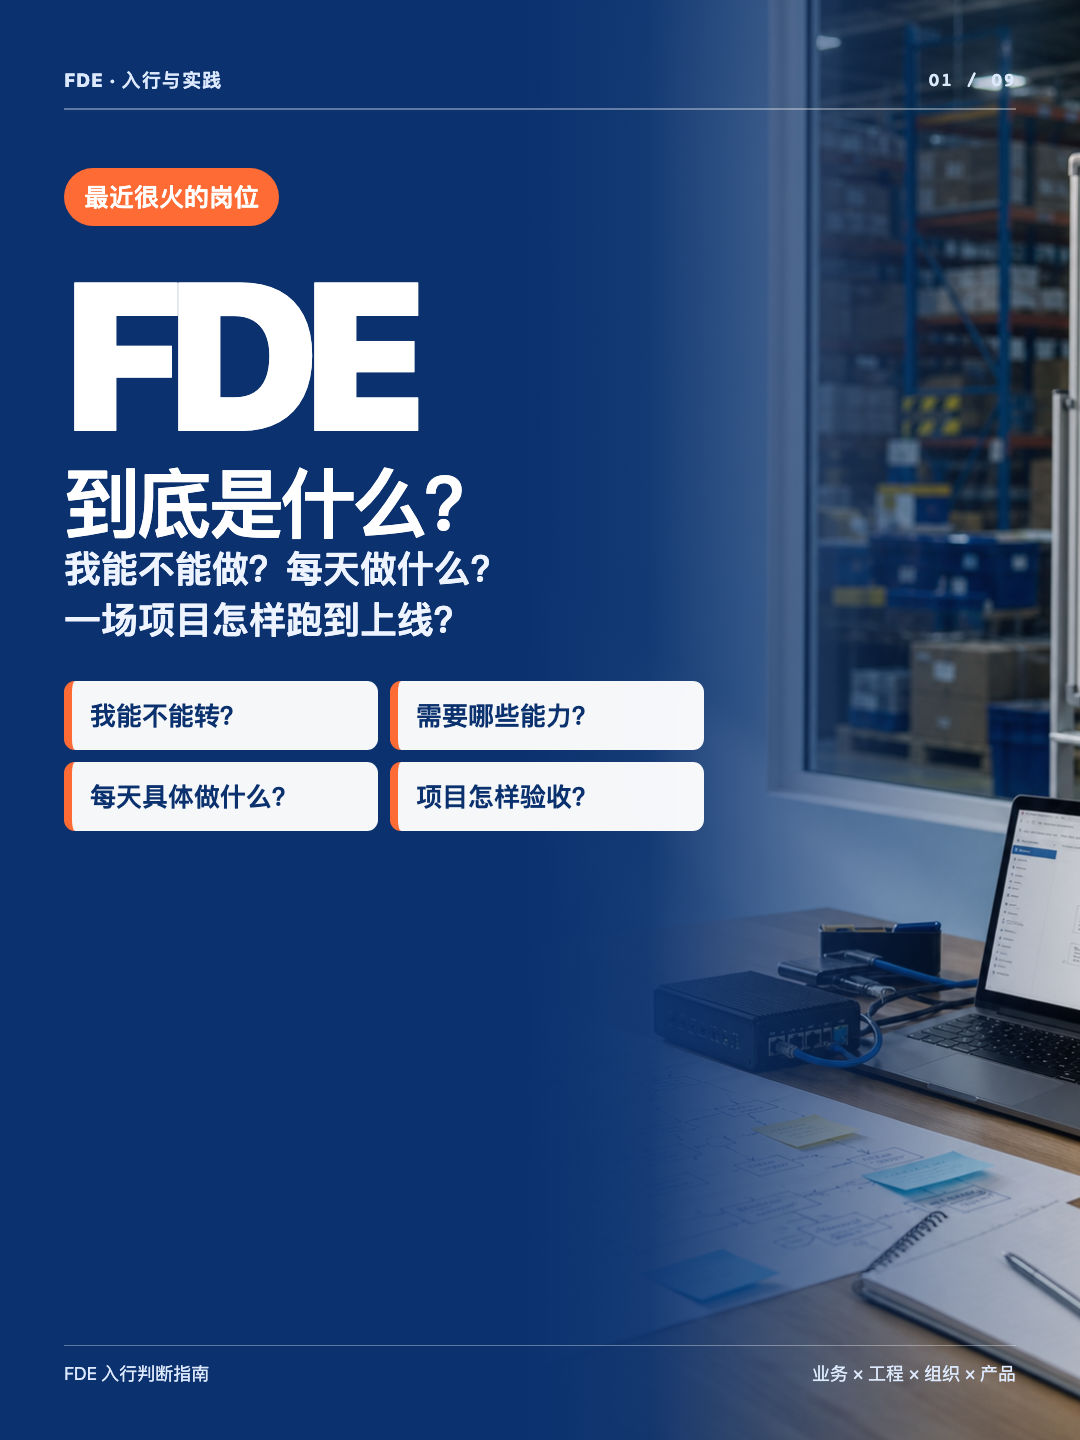 FDE · 入行与实践
01 / 09
最近很火的岗位
FDE
到底是什么?
我能不能做? 每天做什么?
一场项目怎样跑到上线?
我能不能转?
需要哪些能力?
每天具体做什么?
项目怎样验收?
FDE 入行判断指南
业务 × 工程 × 组织 × 产品